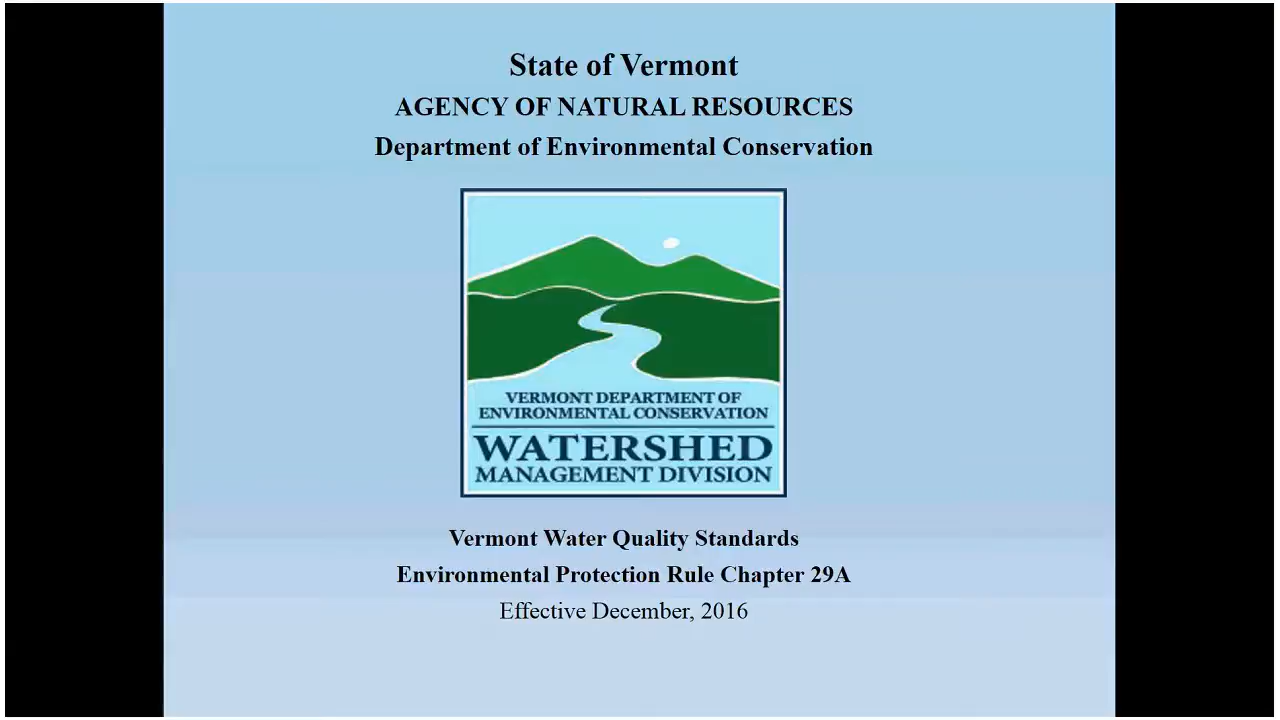 State of Vermont
AGENCY OF NATURAL RESOURCES
Department of Environmental Conservation
VERMONT DEPARTMENT OF
ENVIRONMENTAL CONSERVATION
WATERSHED
MANAGEMENT DIVISION
Vermont Water Quality Standards
Environmental Protection Rule Chapter 29A
Effective December, 2016